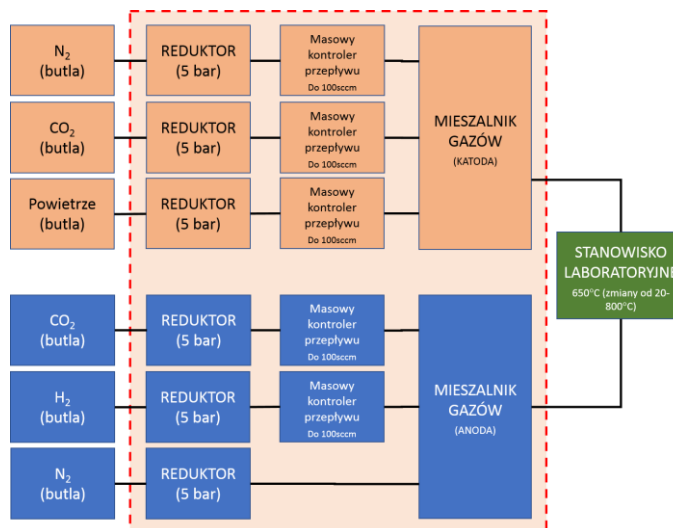 N₂
(butla)
REDUKTOR
(5 bar)
Masowy
kontroler
przepływu
Do 100sccm
CO₂
(butla)
REDUKTOR
(5 bar)
Masowy
kontroler
przepływu
Do 100sccm
Powietrze
(butla)
REDUKTOR
(5 bar)
Masowy
kontroler
przepływu
Do 100sccm
MIESZALNIK
GAZÓW
(KATODA)
STANOWISKO
LABORATORYJNE
650°C (zmiany od 20-
800°C)
CO₂
(butla)
REDUKTOR
(5 bar)
Masowy
kontroler
przepływu
Do 100sccm
H₂
(butla)
REDUKTOR
(5 bar)
Masowy
kontroler
przepływu
Do 100sccm
N₂
(butla)
REDUKTOR
(5 bar)
MIESZALNIK
GAZÓW
(ANODA)